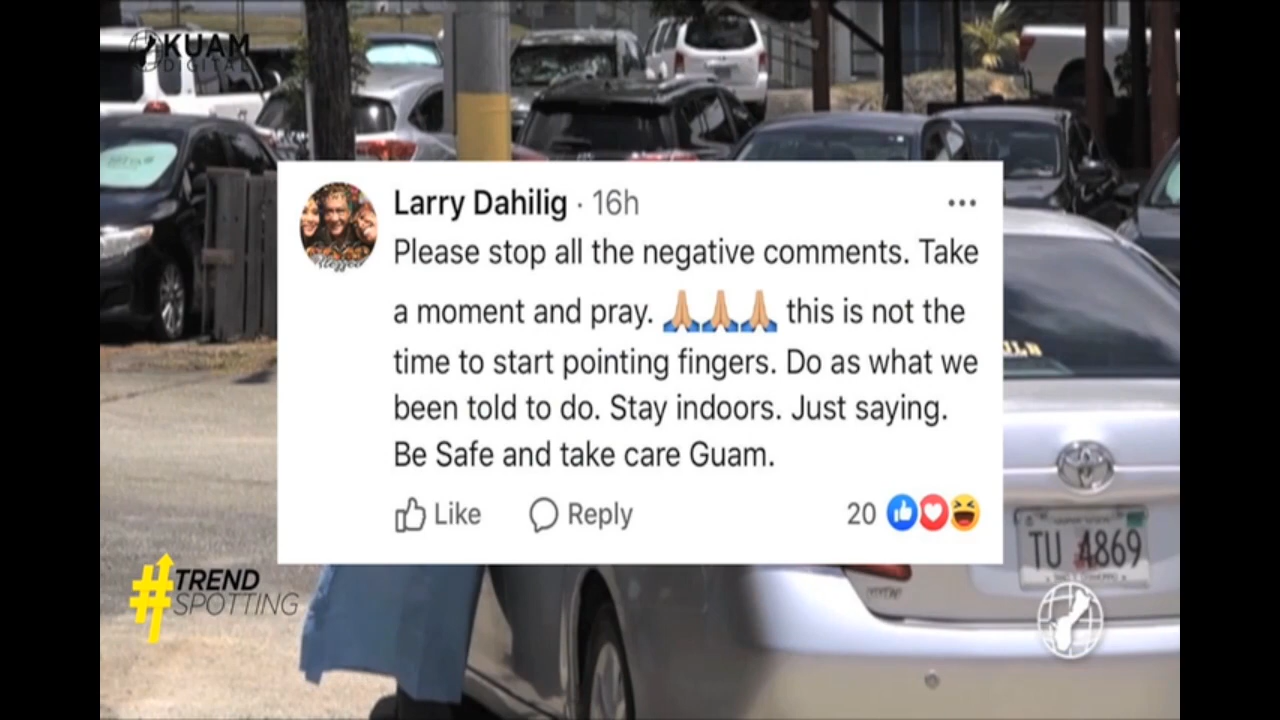 KUAM
DIGITAL
Larry Dahilig · 16h
Please stop all the negative comments. Take
a moment and pray. 🙏🏼🙏🏼🙏🏼 this is not the
time to start pointing fingers. Do as what we
been told to do. Stay indoors. Just saying.
Be Safe and take care Guam.
Like Reply 20
TU 4869
#TREND
SPOTTING